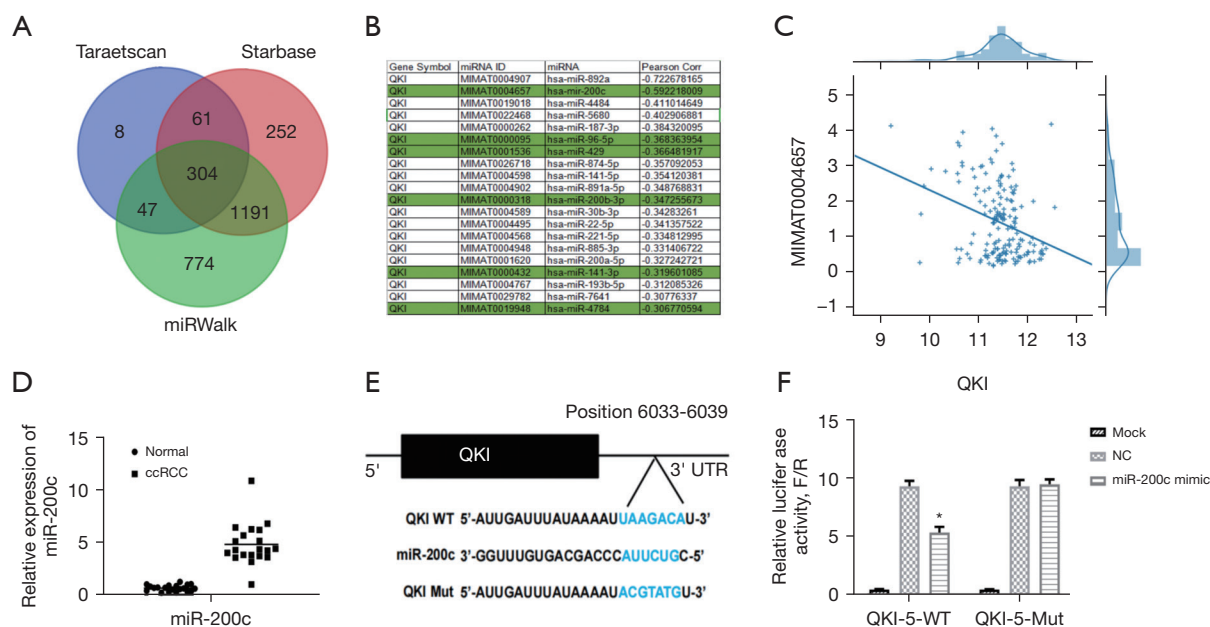 A
Taraetscan
Starbase
8
61
252
304
47
1191
774
miRWalk
B
Gene Symbol miRNA ID miRNA Pearson Corr
QKI MIMAT0004907 hsa-miR-892a -0.722678165
QKI MIMAT0004657 hsa-mir-200c -0.592218009
QKI MIMAT0019018 hsa-miR-4484 -0.411014649
QKI MIMAT0022468 hsa-miR-5680 -0.402906881
QKI MIMAT0000262 hsa-miR-187-3p -0.384320095
QKI MIMAT0000095 hsa-miR-96-5p -0.368363954
QKI MIMAT0001536 hsa-miR-429 -0.366481917
QKI MIMAT0026718 hsa-miR-874-5p -0.357092053
QKI MIMAT0004598 hsa-miR-141-5p -0.354120381
QKI MIMAT0004902 hsa-miR-891a-5p -0.348768831
QKI MIMAT0000318 hsa-miR-200b-3p -0.347255673
QKI MIMAT0004589 hsa-miR-30b-3p -0.34283261
QKI MIMAT0004495 hsa-miR-22-5p -0.341357522
QKI MIMAT0004568 hsa-miR-221-5p -0.334812995
QKI MIMAT0004948 hsa-miR-885-3p -0.331406722
QKI MIMAT0001620 hsa-miR-200a-5p -0.327242721
QKI MIMAT0000432 hsa-miR-141-3p -0.319601085
QKI MIMAT0004767 hsa-miR-193b-5p -0.312085326
QKI MIMAT0029782 hsa-miR-7641 -0.30776337
QKI MIMAT0019948 hsa-miR-4784 -0.306770594
C
MIMAT0004657
5
4
3
2
1
0
−1
9 10 11 12 13
QKI
D
Relative expression of
miR-200c
15
10
5
0
Normal
ccRCC
miR-200c
E
Position 6033-6039
5'
QKI
3' UTR
QKI WT 5'-AUUGAUUUAUAAAAUUAAGACAU-3'
miR-200c 3'-GGUUUGUGACGACCCAUUCUGC-5'
QKI Mut 5'-AUUGAUUUAUAAAAUACGTATGU-3'
F
Relative lucifer ase
activity, F/R
15
10
5
0
*
Mock
NC
miR-200c mimic
QKI-5-WT QKI-5-Mut